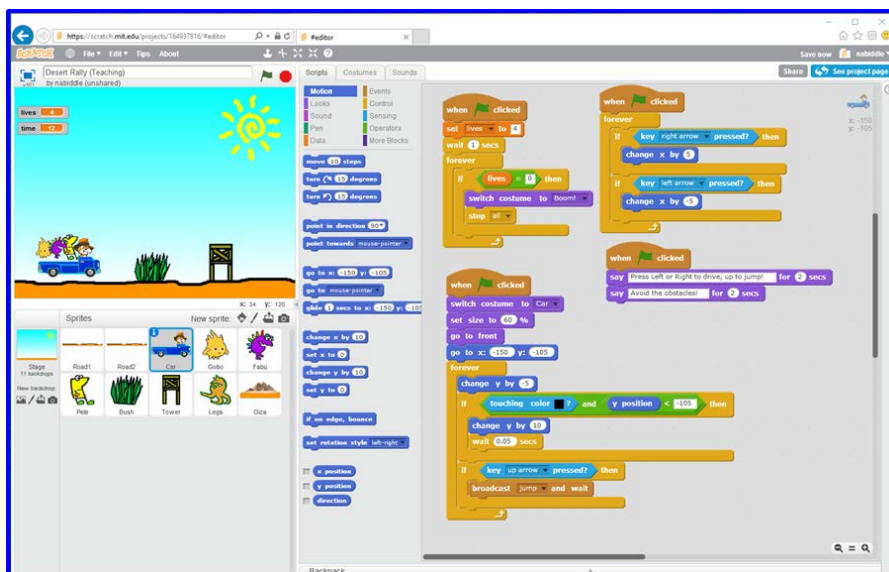 https://scratch.mit.edu/projects/164937816/#editor
#editor
SCRATCH
File
Edit
Tips
About
Save now
nabiddle
Desert Rally (Teaching)
by nabiddle (unshared)
Scripts
Costumes
Sounds
Share
See project page
lives 4
time 12
Motion
Events
Looks
Control
Sound
Sensing
Pen
Operators
Data
More Blocks
move 10 steps
turn 15 degrees
turn 15 degrees
point in direction 90
point towards mouse-pointer
go to x: -150 y: -105
go to mouse-pointer
glide 1 secs to x: -150 y: -105
change x by 10
set x to 0
change y by 10
set y to 0
if on edge, bounce
set rotation style left-right
x position
y position
direction
when clicked
set lives to 4
wait 1 secs
forever
if lives = 0 then
switch costume to Boom!
stop all
when clicked
forever
if key right arrow pressed? then
change x by 5
if key left arrow pressed? then
change x by -5
x: -150
y: -105
when clicked
say Press Left or Right to drive, up to jump! for 2 secs
say Avoid the obstacles! for 2 secs
when clicked
switch costume to Car
set size to 60 %
go to front
go to x: -150 y: -105
forever
change y by -5
if touching color ? and y position < -105 then
change y by 10
wait 0.05 secs
if key up arrow pressed? then
broadcast jump and wait
x: 34 y: 120
Sprites
New sprite:
Stage
11 backdrops
New backdrop:
Road1
Road2
Car
Gobo
Fabu
Pele
Bush
Tower
Legs
Giza
Backpack